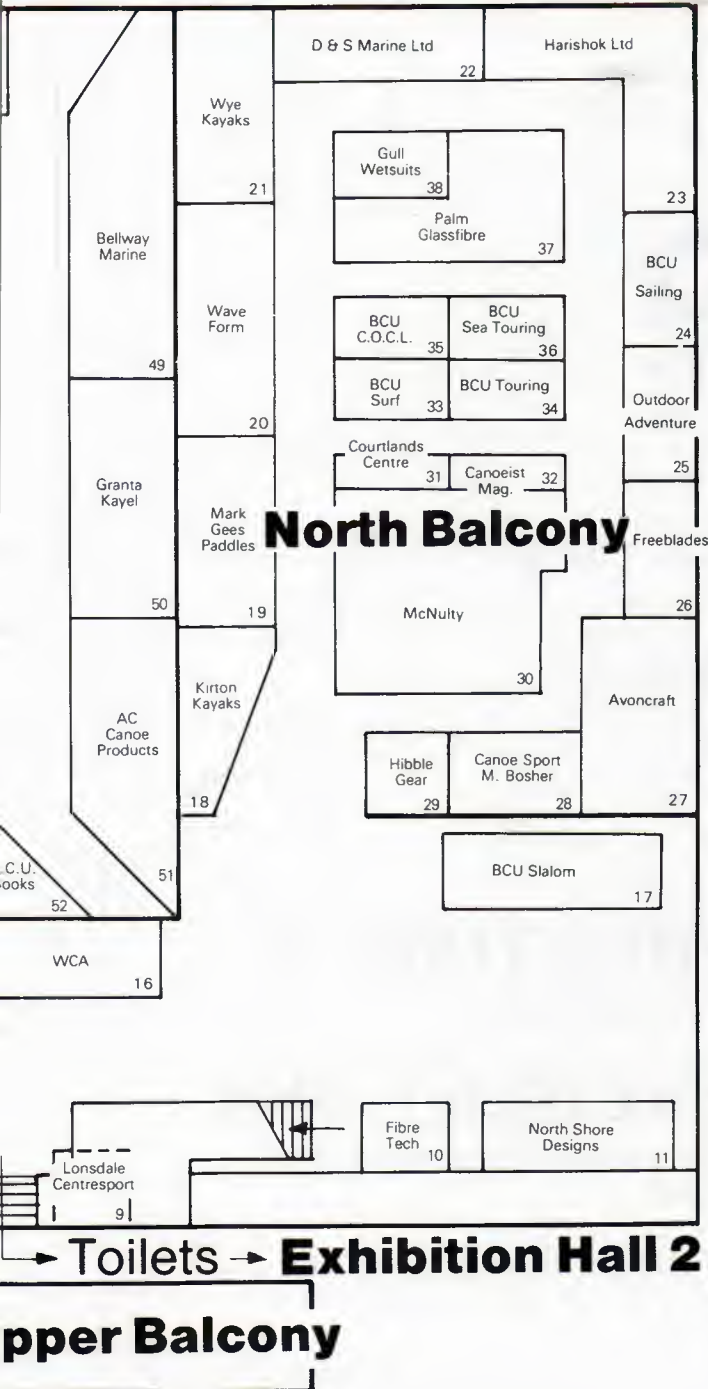 D & S Marine Ltd
22
Harishok Ltd
23
Wye
Kayaks
21
Gull
Wetsuits
38
Palm
Glassfibre
37
Bellway
Marine
49
Wave
Form
20
BCU
C.O.C.L.
35
BCU
Sea Touring
36
BCU
Sailing
24
BCU
Surf
33
BCU Touring
34
Outdoor
Adventure
25
Courtlands
Centre
31
Canoeist
Mag.
32
Granta
Kayel
50
Mark
Gees
Paddles
19
North Balcony
Freeblades
26
McNulty
30
Kirton
Kayaks
18
AC
Canoe
Products
51
Avoncraft
27
Hibble
Gear
29
Canoe Sport
M. Bosher
28
C.U.
ooks
52
BCU Slalom
17
WCA
16
Fibre
Tech
10
North Shore
Designs
11
Lonsdale
Centresport
9
Toilets
Exhibition Hall 2
pper Balcony